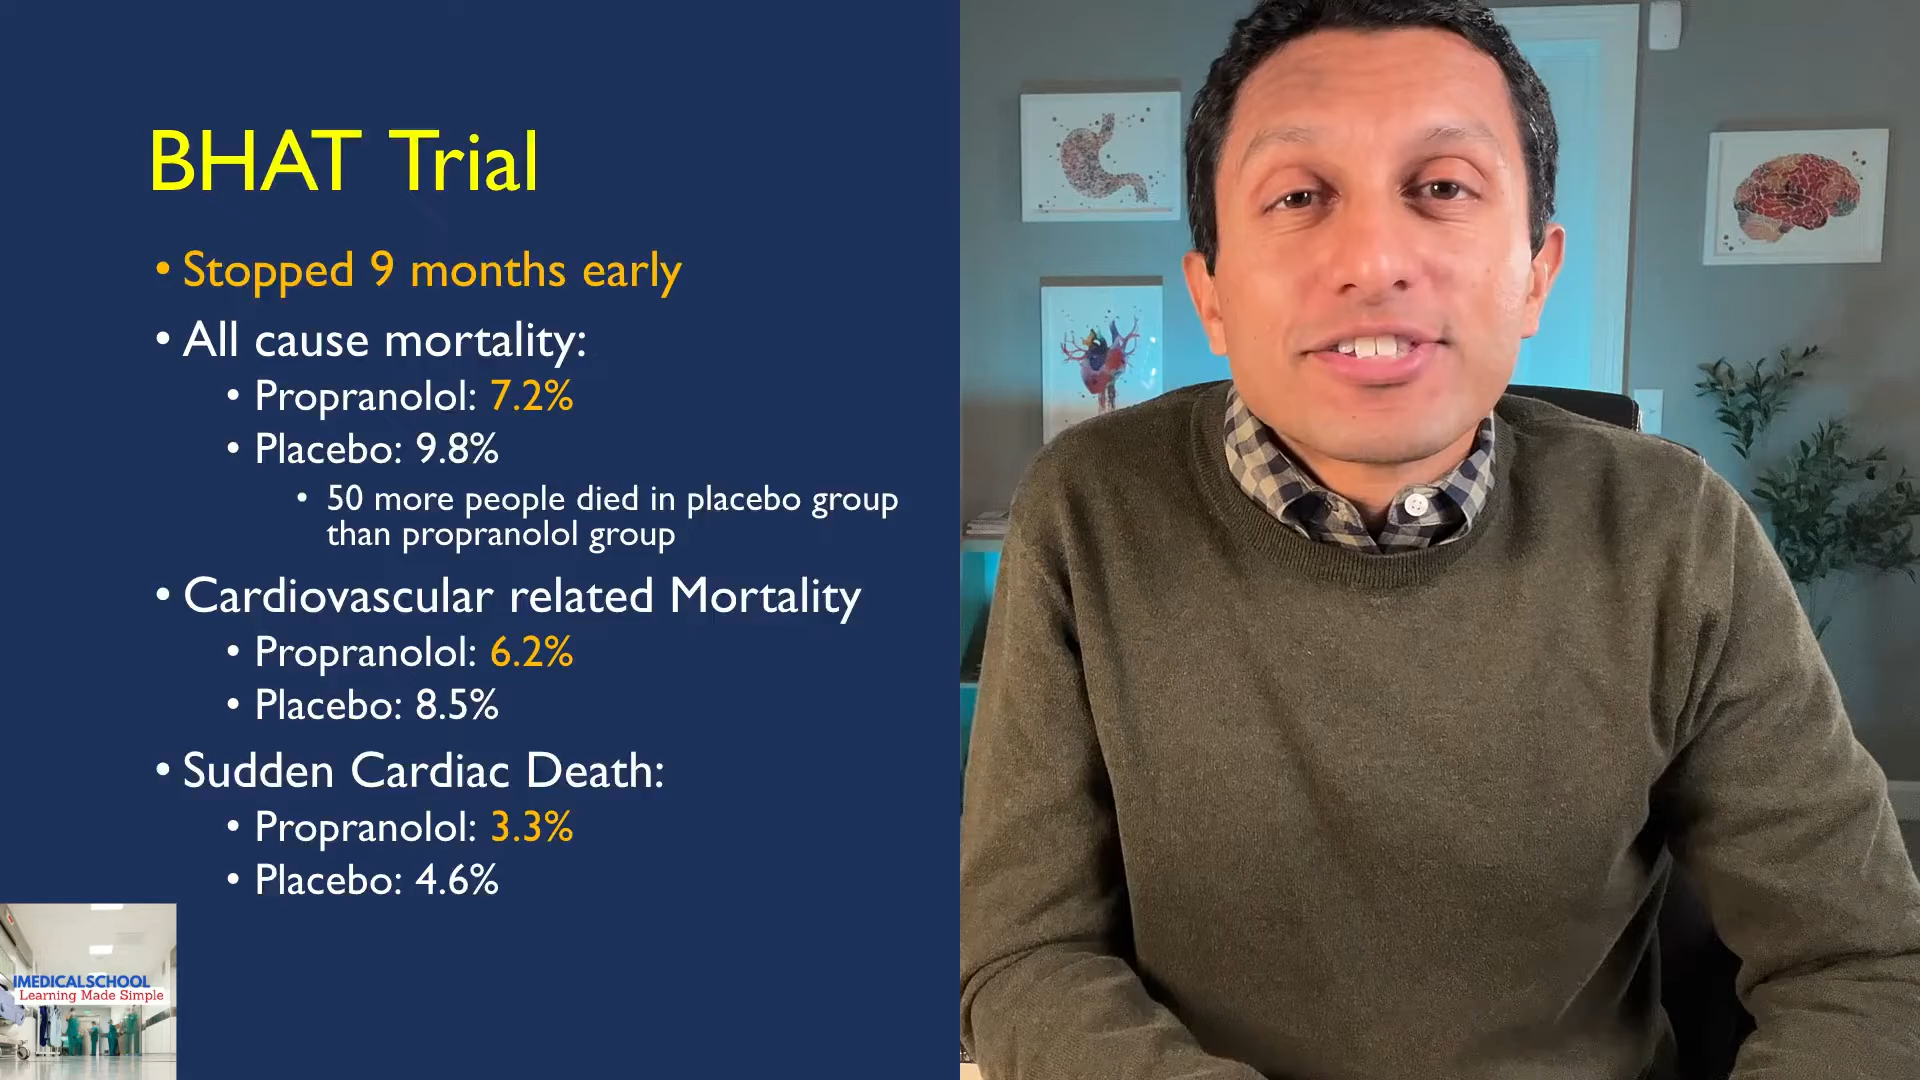 BHAT Trial
• Stopped 9 months early
• All cause mortality:
• Propranolol: 7.2%
• Placebo: 9.8%
• 50 more people died in placebo group
than propranolol group
• Cardiovascular related Mortality
• Propranolol: 6.2%
• Placebo: 8.5%
• Sudden Cardiac Death:
• Propranolol: 3.3%
• Placebo: 4.6%
IMEDICALSCHOOL
Learning Made Simple